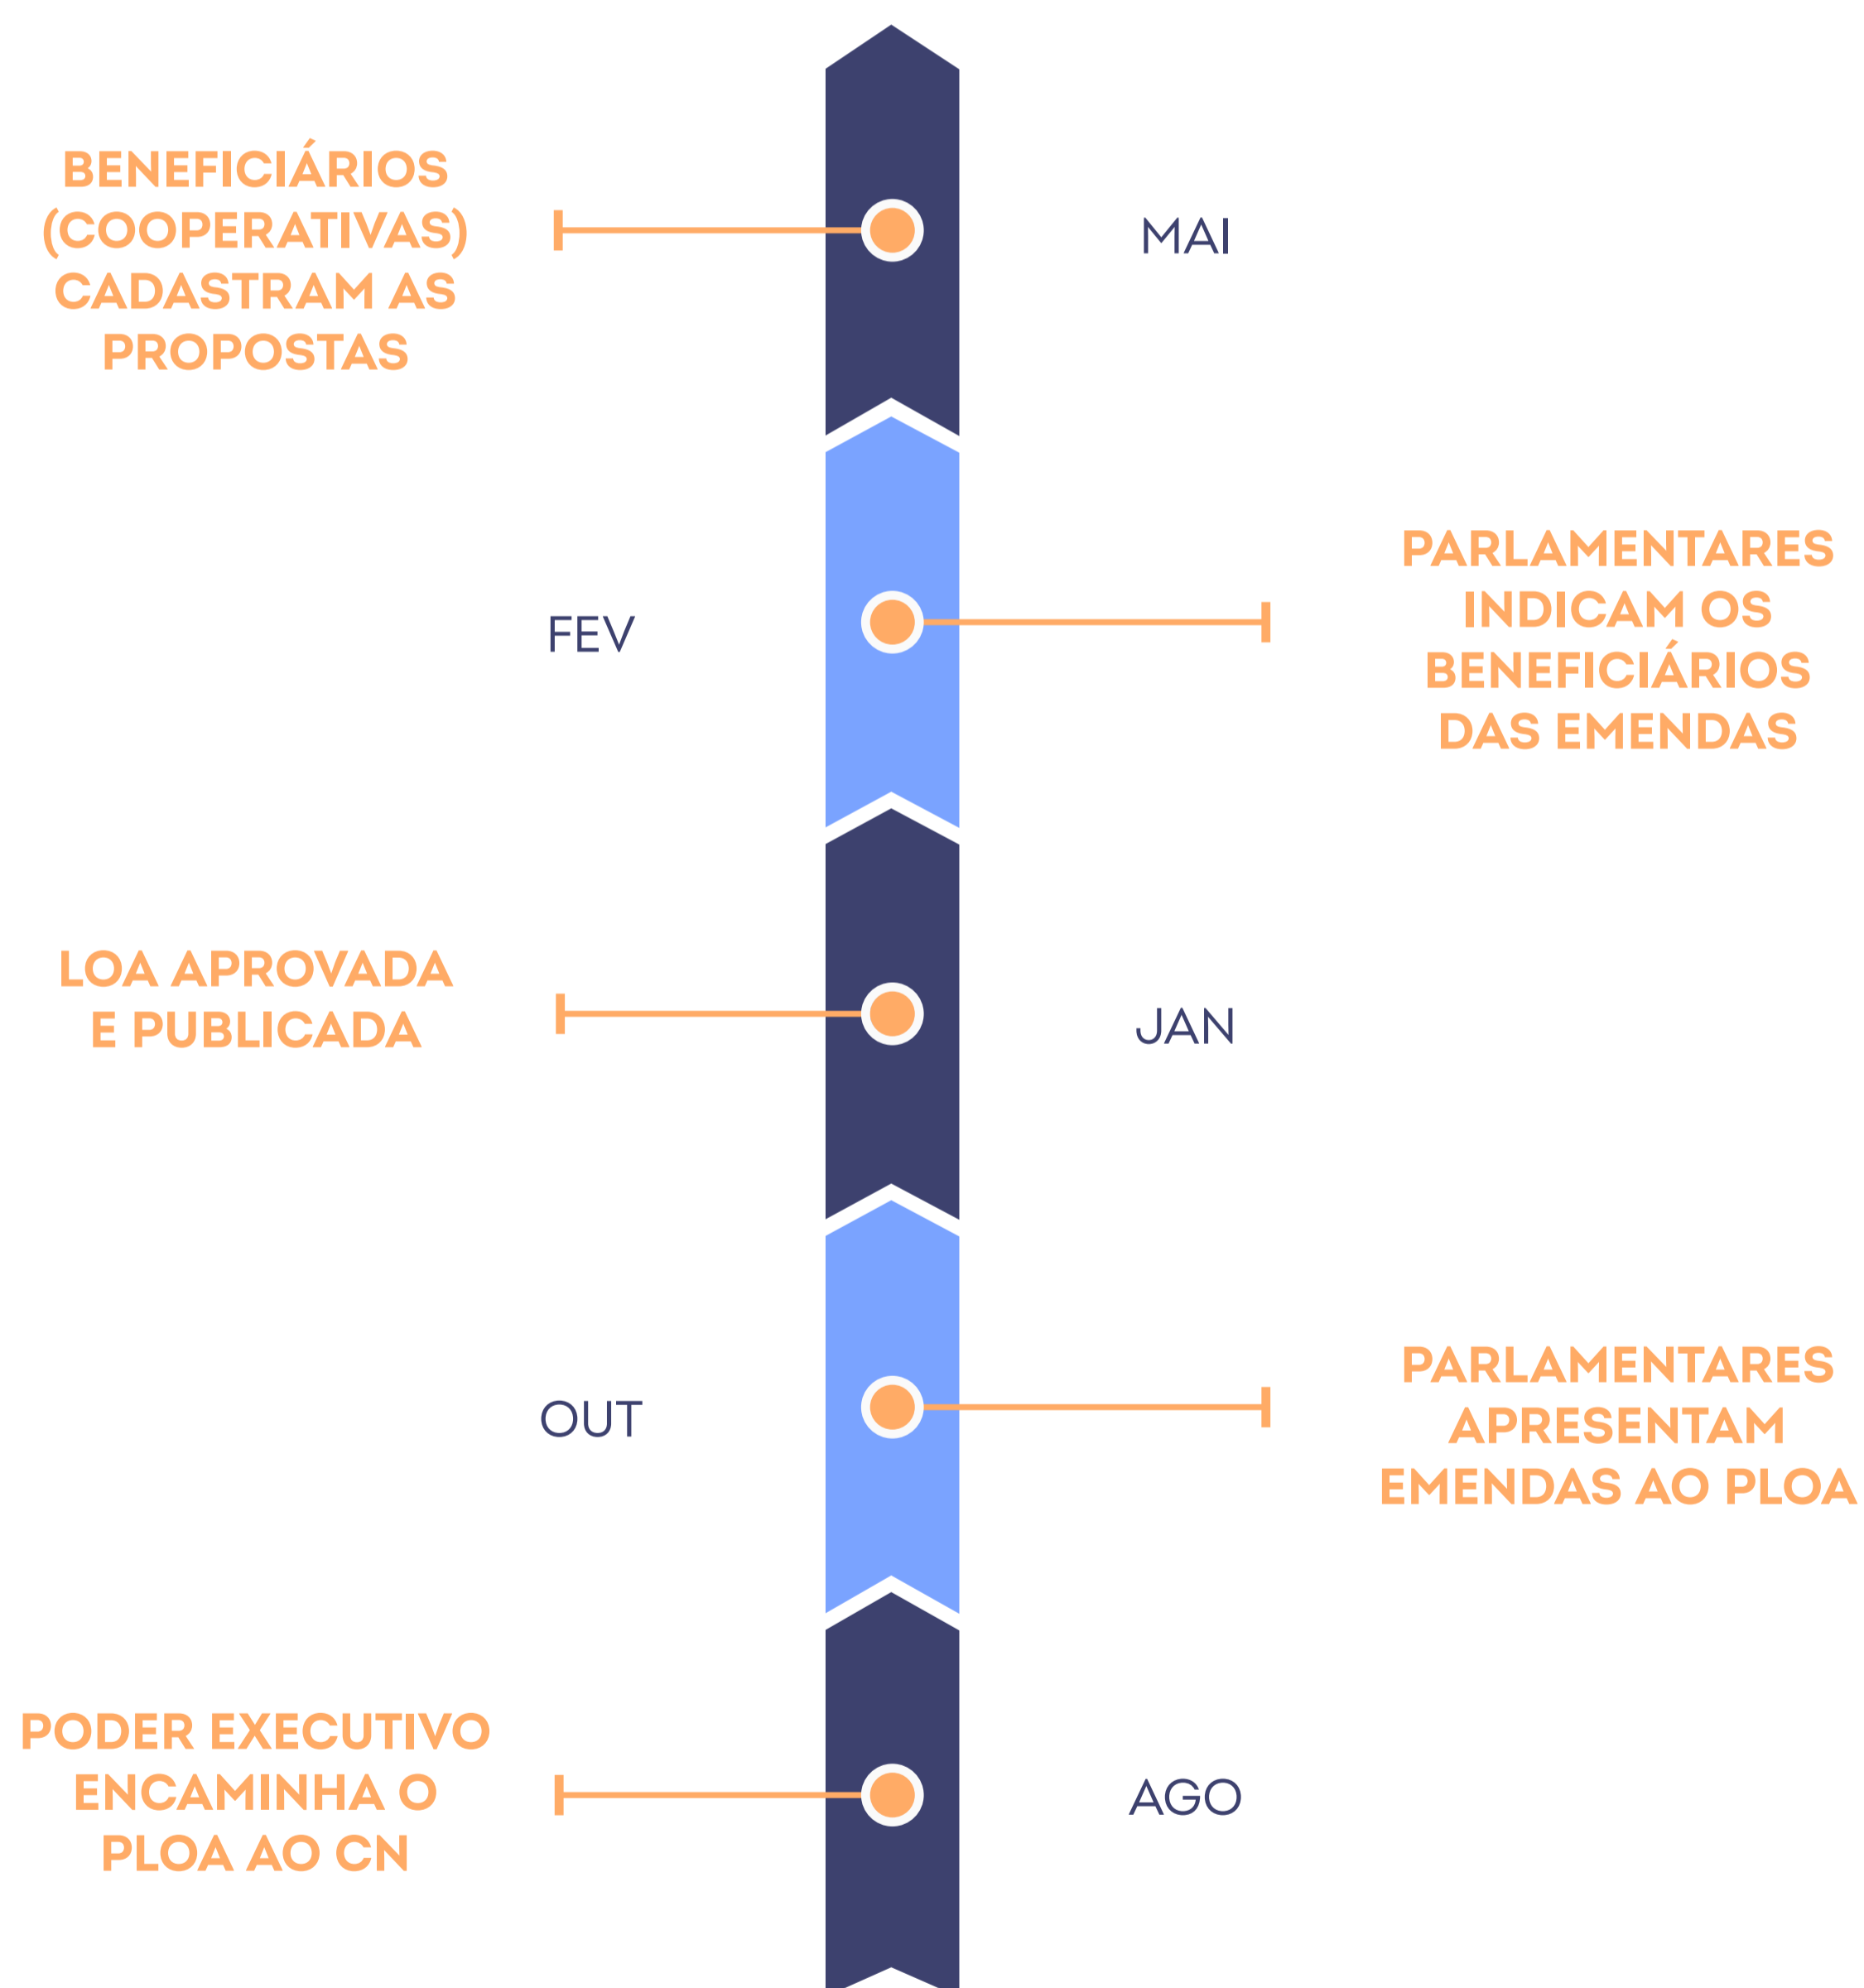 BENEFICIÁRIOS
(COOPERATIVAS)
CADASTRAM AS
PROPOSTAS
MAI
PARLAMENTARES
INDICAM OS
BENEFICIÁRIOS
DAS EMENDAS
FEV
LOA APROVADA
E PUBLICADA
JAN
PARLAMENTARES
APRESENTAM
EMENDAS AO PLOA
OUT
PODER EXECUTIVO
ENCAMINHA O
PLOA AO CN
AGO